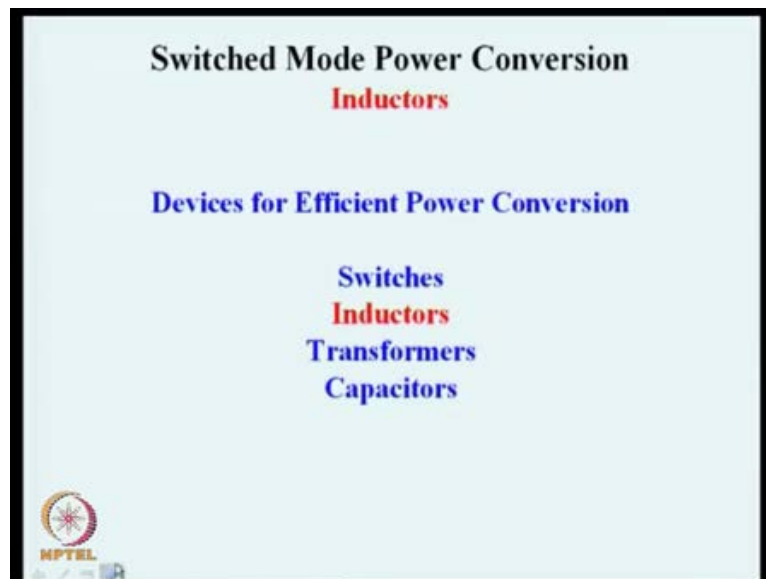 Switched Mode Power Conversion
Inductors
Devices for Efficient Power Conversion
Switches
Inductors
Transformers
Capacitors
NPTEL